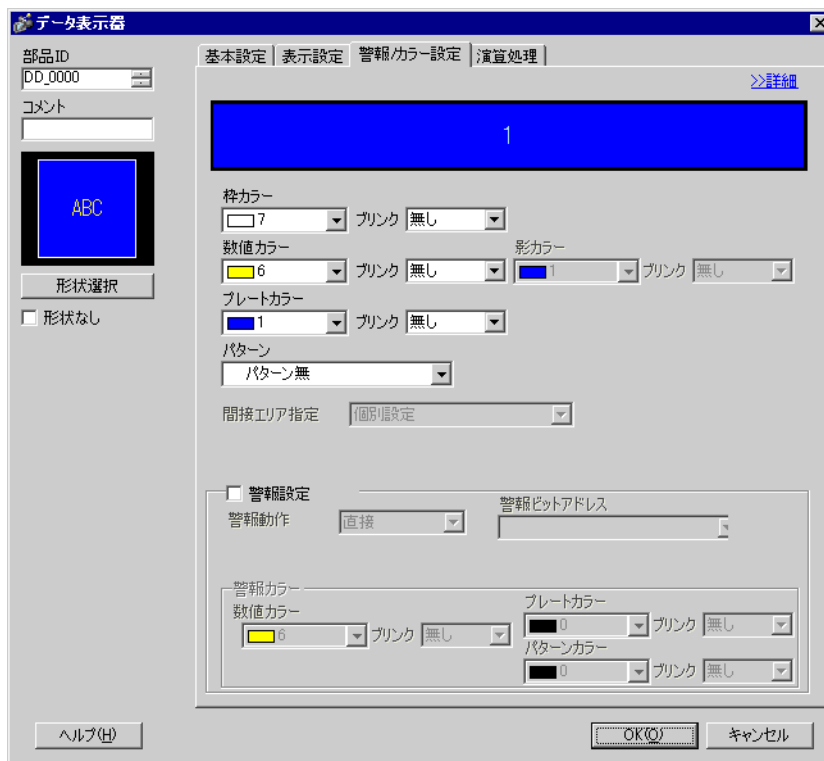 データ表示器
部品ID
DD_0000
コメント
ABC
形状選択
形状なし
基本設定 表示設定 警報/カラー設定 演算処理
>>詳細
1
枠カラー
7 ブリンク 無し
数値カラー 影カラー
6 ブリンク 無し 1 ブリンク 無し
プレートカラー
1 ブリンク 無し
パターン
パターン無
間接エリア指定 個別設定
警報設定
警報動作 直接 警報ビットアドレス
警報カラー
数値カラー プレートカラー
6 ブリンク 無し 0 ブリンク 無し
パターンカラー
0 ブリンク 無し
ヘルプ(H) OK(O) キャンセル